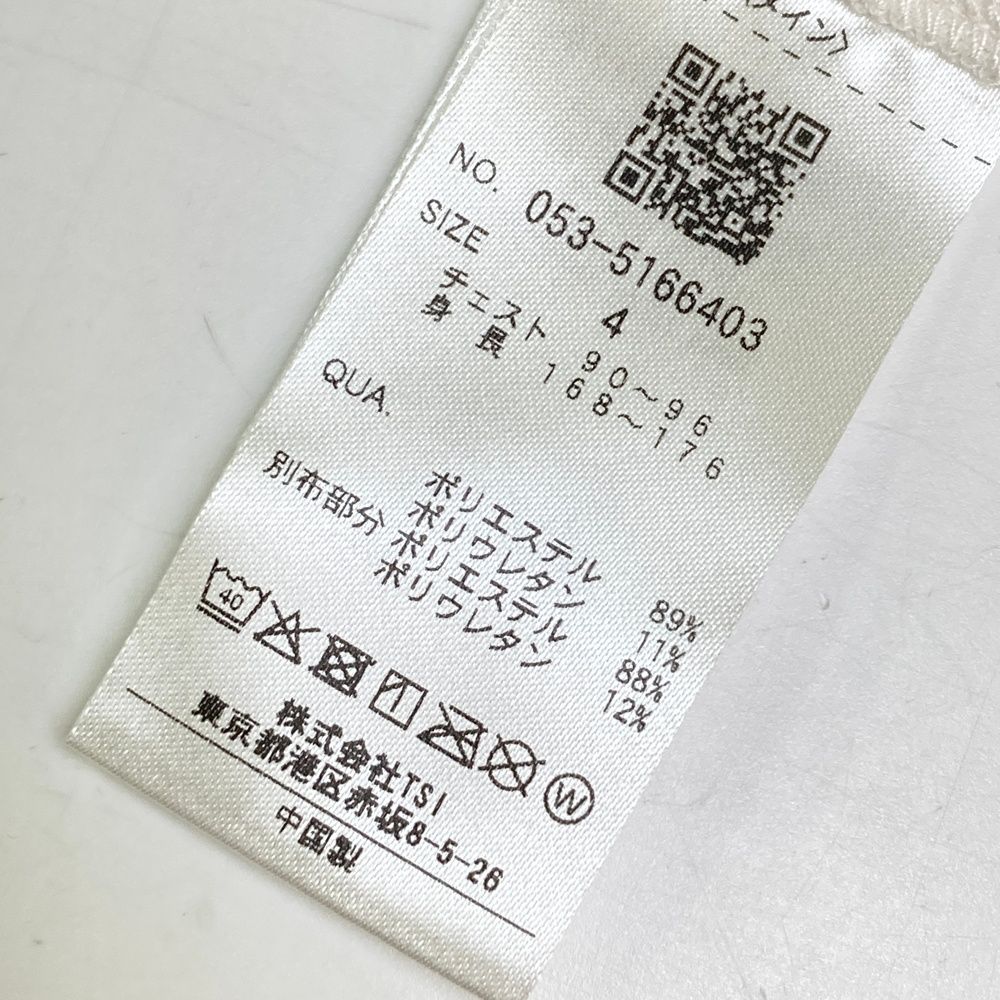 イン〉
NO. 053-5166403
SIZE 4
チェスト 90～96
身長 168～176
QUA.
ポリエステル 89%
ポリウレタン 11%
別布部分 ポリエステル 88%
ポリウレタン 12%
40
W
株式会社TSI
東京都港区赤坂8-5-26
中国製